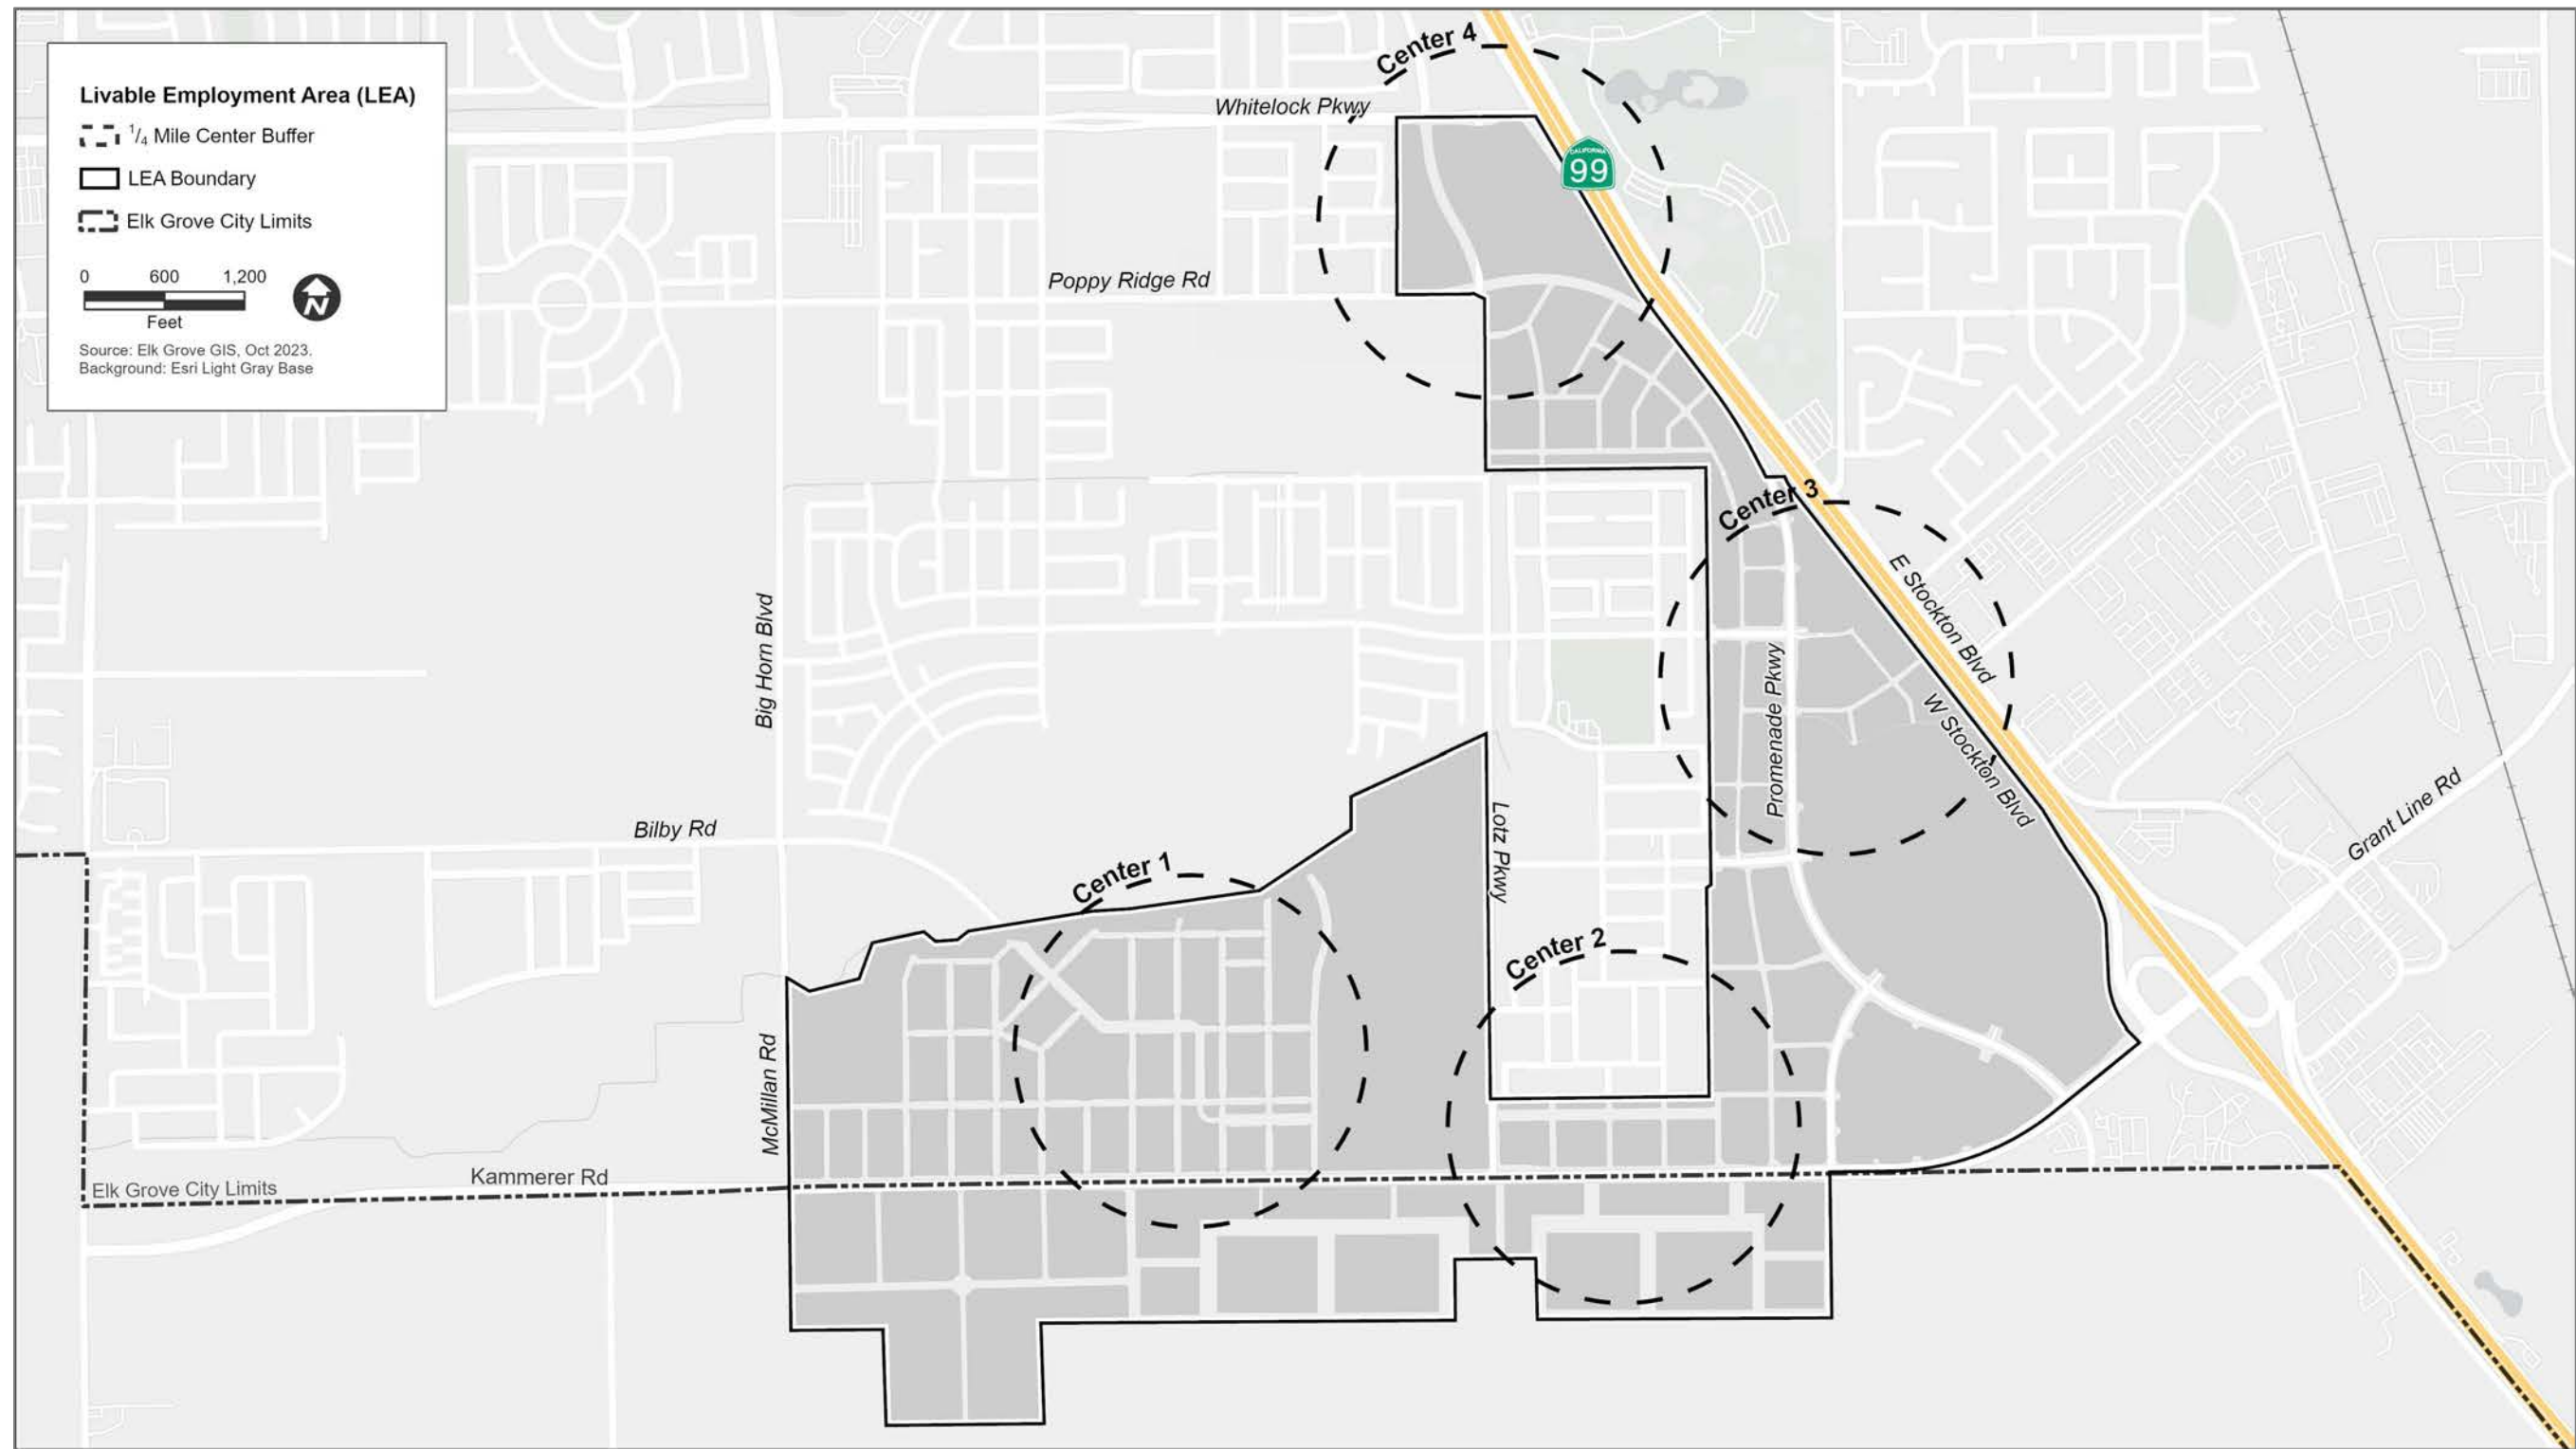 Livable Employment Area (LEA)
1/4 Mile Center Buffer
LEA Boundary
Elk Grove City Limits
0 600 1,200
Feet
N
Source: Elk Grove GIS, Oct 2023.
Background: Esri Light Gray Base
Center 4
Whitelock Pkwy
CALIFORNIA
99
Poppy Ridge Rd
Center 3
E Stockton Blvd
Big Horn Blvd
Promenade Pkwy
W Stockton Blvd
Grant Line Rd
Bilby Rd
Lotz Pkwy
Center 1
Center 2
McMillan Rd
Kammerer Rd
Elk Grove City Limits